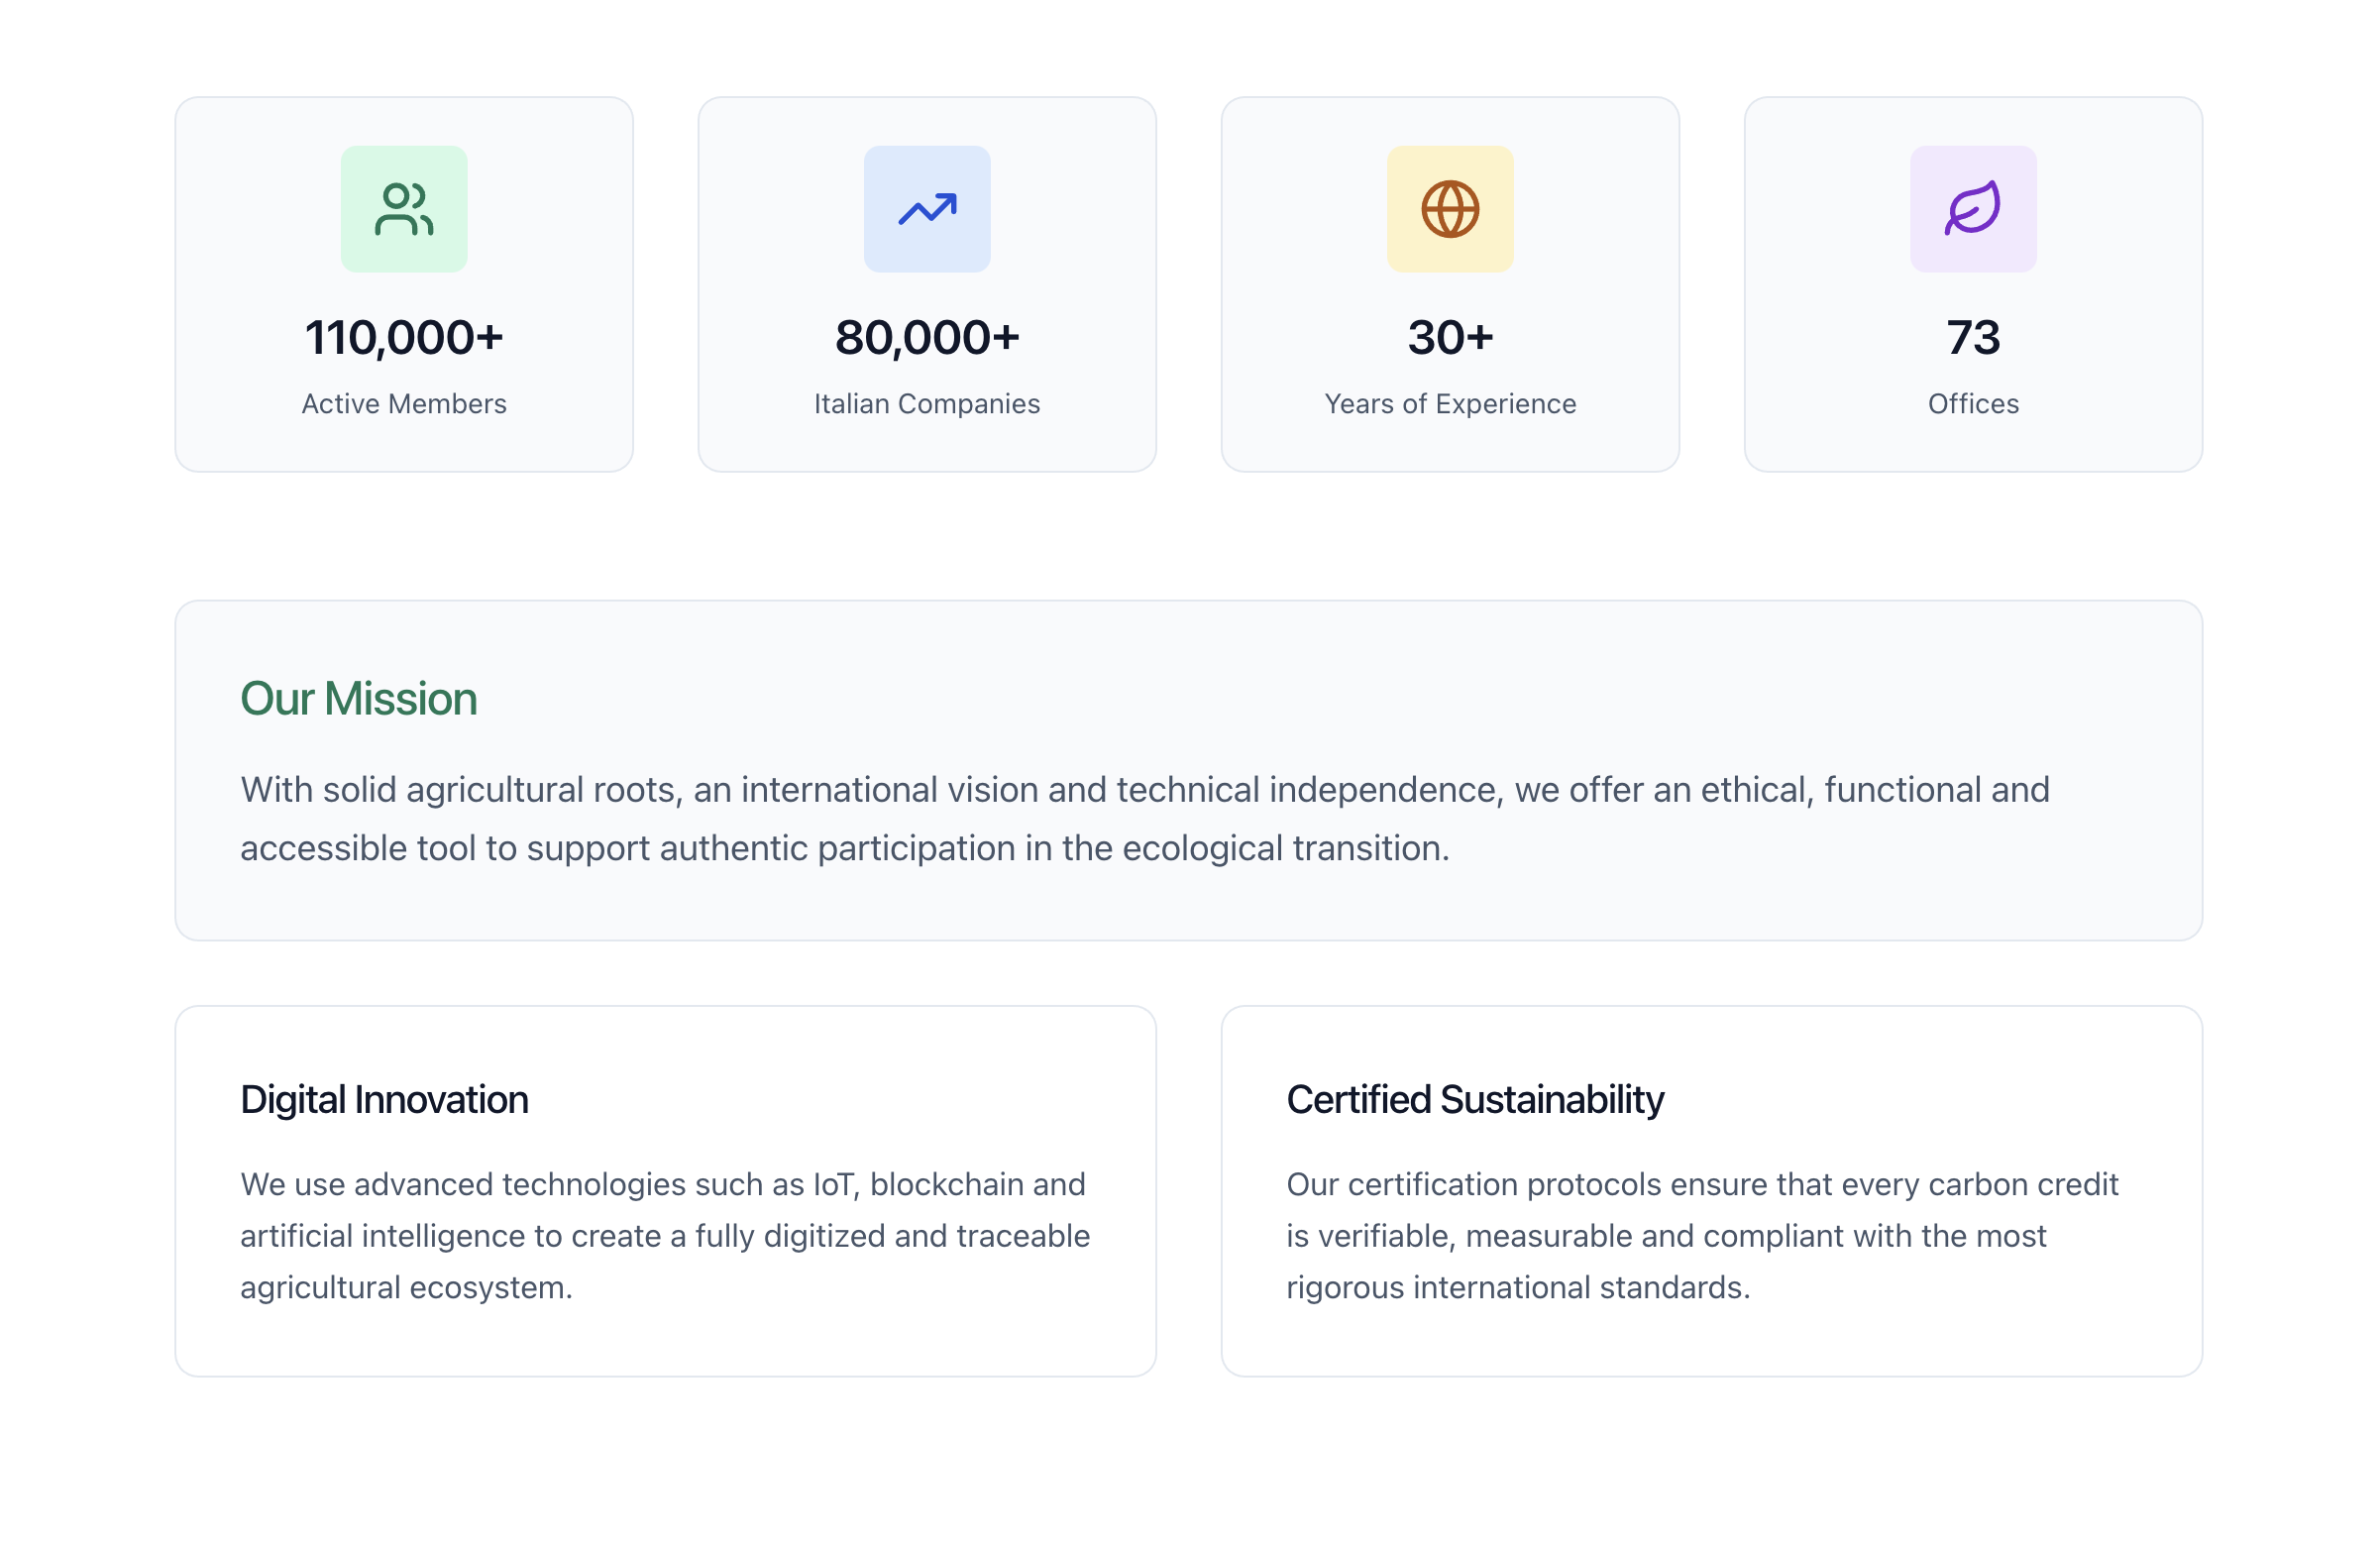 110,000+
Active Members
80,000+
Italian Companies
30+
Years of Experience
73
Offices
Our Mission
With solid agricultural roots, an international vision and technical independence, we offer an ethical, functional and
accessible tool to support authentic participation in the ecological transition.
Digital Innovation
We use advanced technologies such as IoT, blockchain and
artificial intelligence to create a fully digitized and traceable
agricultural ecosystem.
Certified Sustainability
Our certification protocols ensure that every carbon credit
is verifiable, measurable and compliant with the most
rigorous international standards.